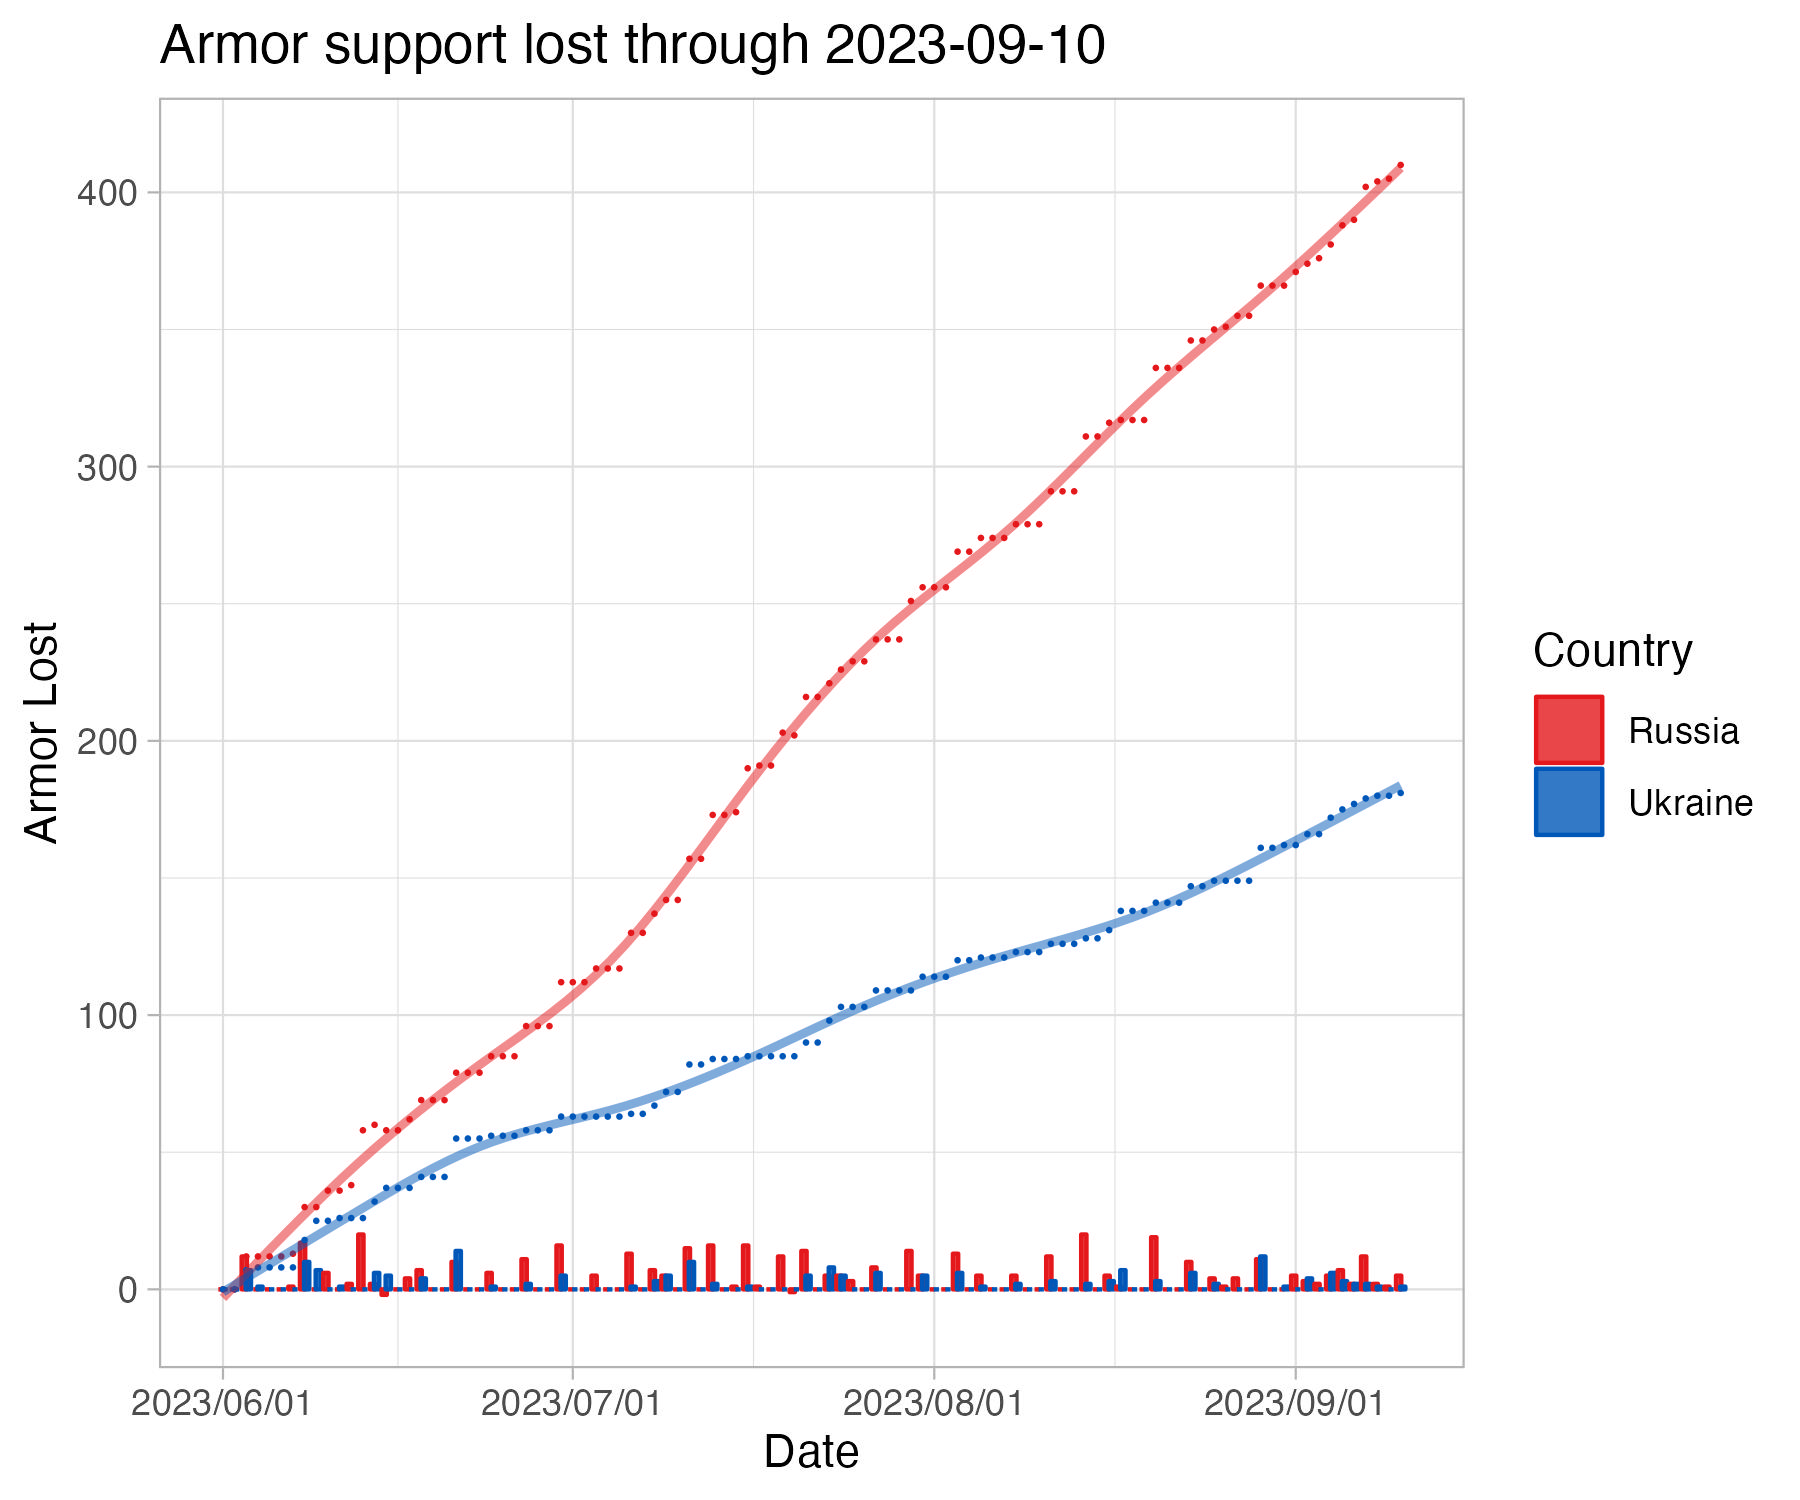 Armor support lost through 2023-09-10
Armor Lost
400
300
200
100
0
2023/06/01
2023/07/01
2023/08/01
2023/09/01
Date
Country
Russia
Ukraine